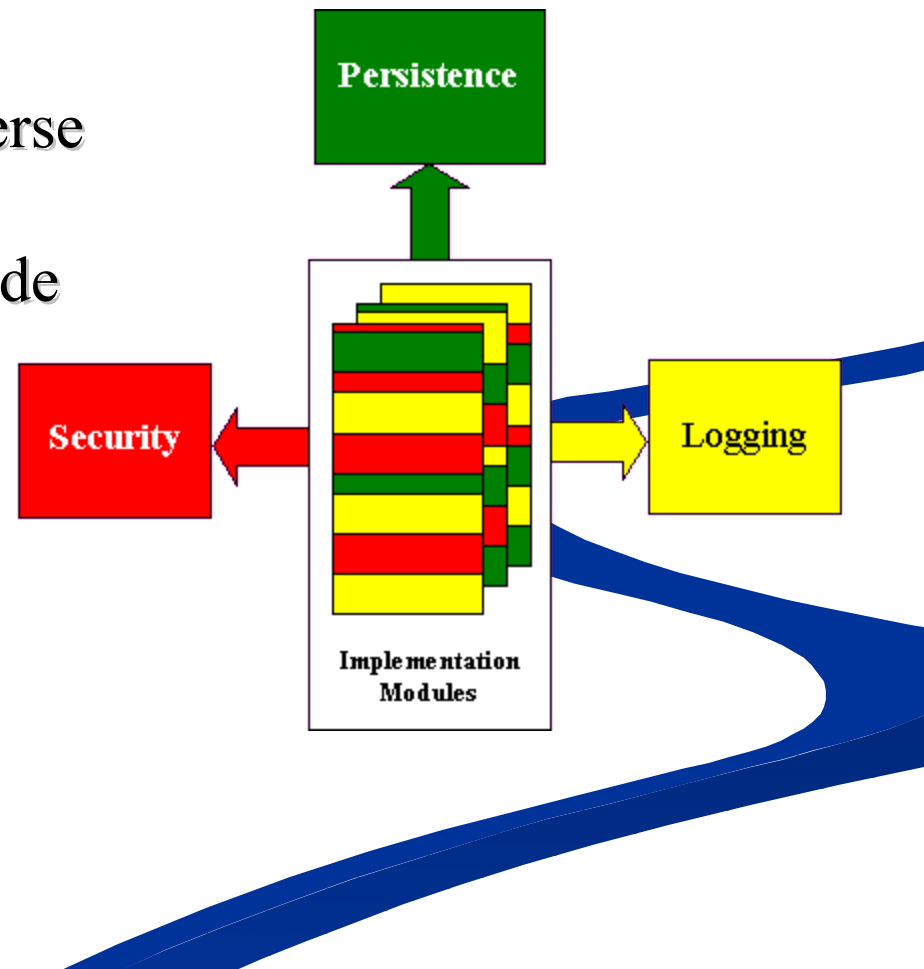 Persistence
erse
de
Security
Logging
Implementation
Modules